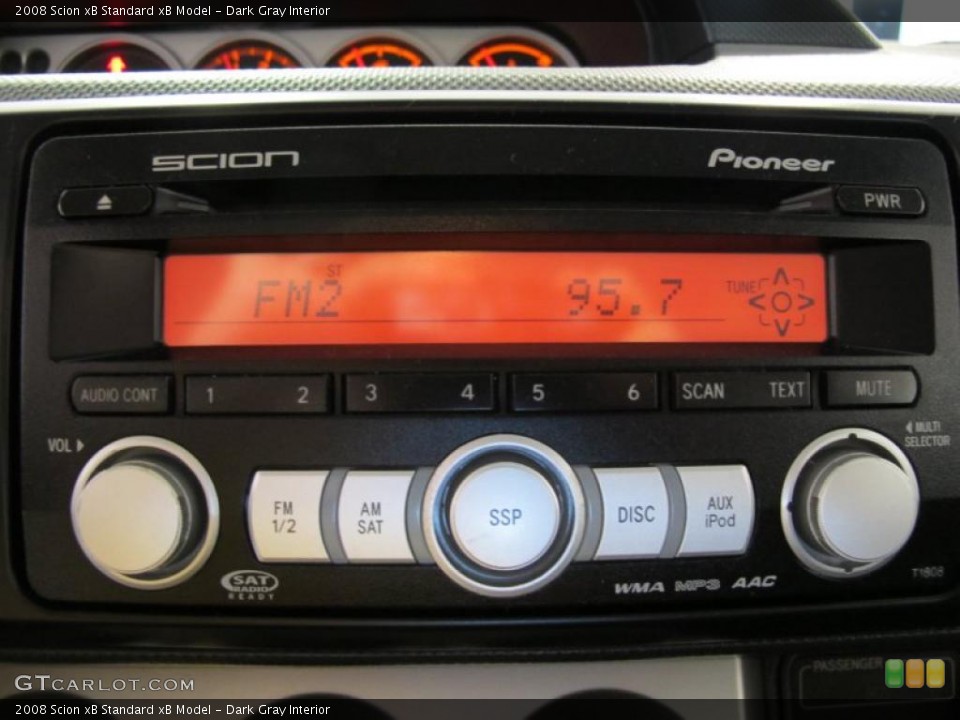 2008 Scion xB Standard xB Model - Dark Gray Interior
SCION
Pioneer
PWR
ST
FM2 95.7 TUNE
AUDIO CONT 1 2 3 4 5 6 SCAN TEXT MUTE
VOL
MULTI
SELECTOR
FM
1/2
AM
SAT
SSP
DISC
AUX
iPod
SAT
RADIO
READY
WMA MP3 AAC
T1808
PASSENGER
GTCARLOT.COM
2008 Scion xB Standard xB Model - Dark Gray Interior